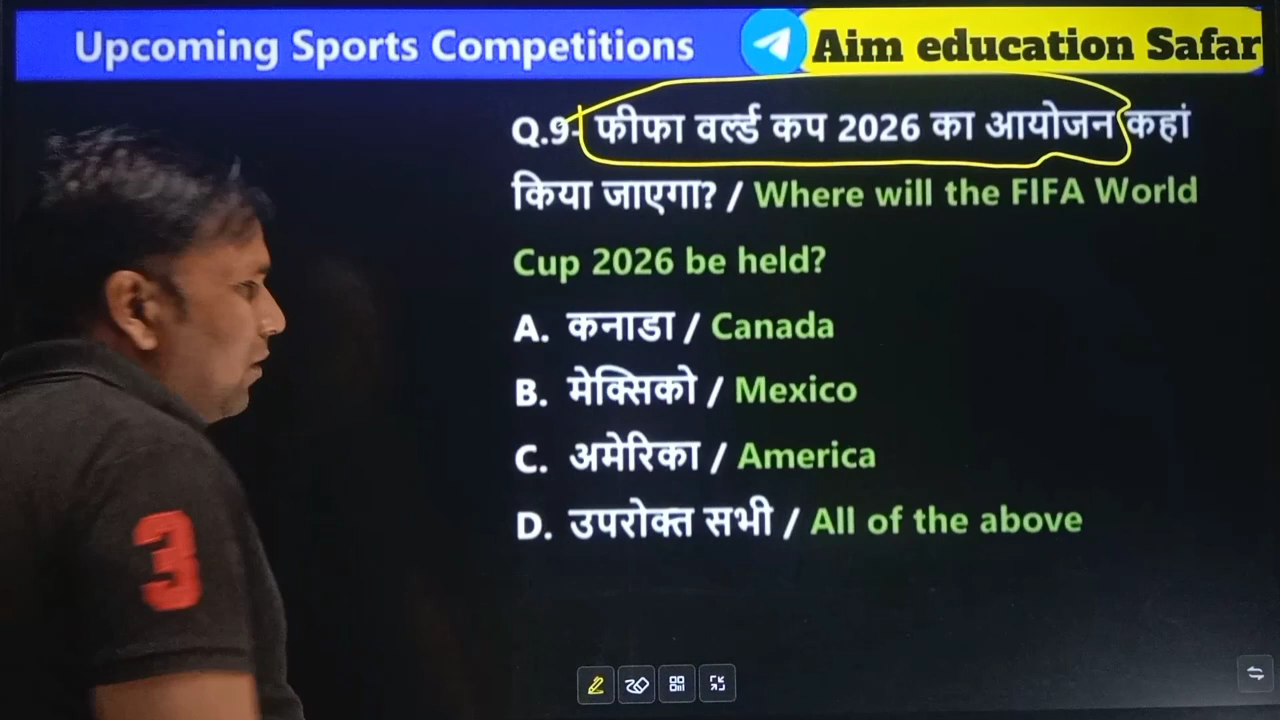 Upcoming Sports Competitions
Aim education Safar
Q.9- फीफा वर्ल्ड कप 2026 का आयोजन कहां
किया जाएगा? / Where will the FIFA World
Cup 2026 be held?
A. कनाडा / Canada
B. मेक्सिको / Mexico
C. अमेरिका / America
D. उपरोक्त सभी / All of the above
3